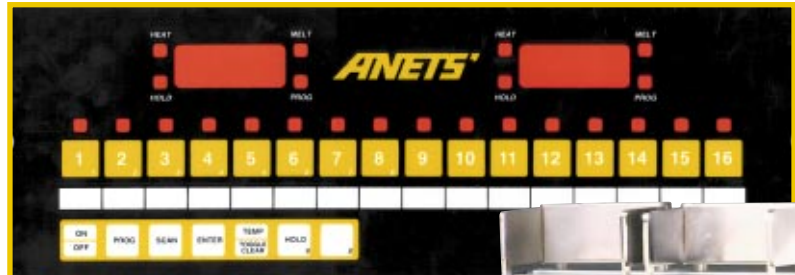 HEAT MELT HEAT MELT
ANETS
HOLD PROG HOLD PROG
1 2 3 4 5 6 7 8 9 10 11 12 13 14 15 16
ON OFF PROG SCAN ENTER TEMP TOGGLE CLEAR HOLD